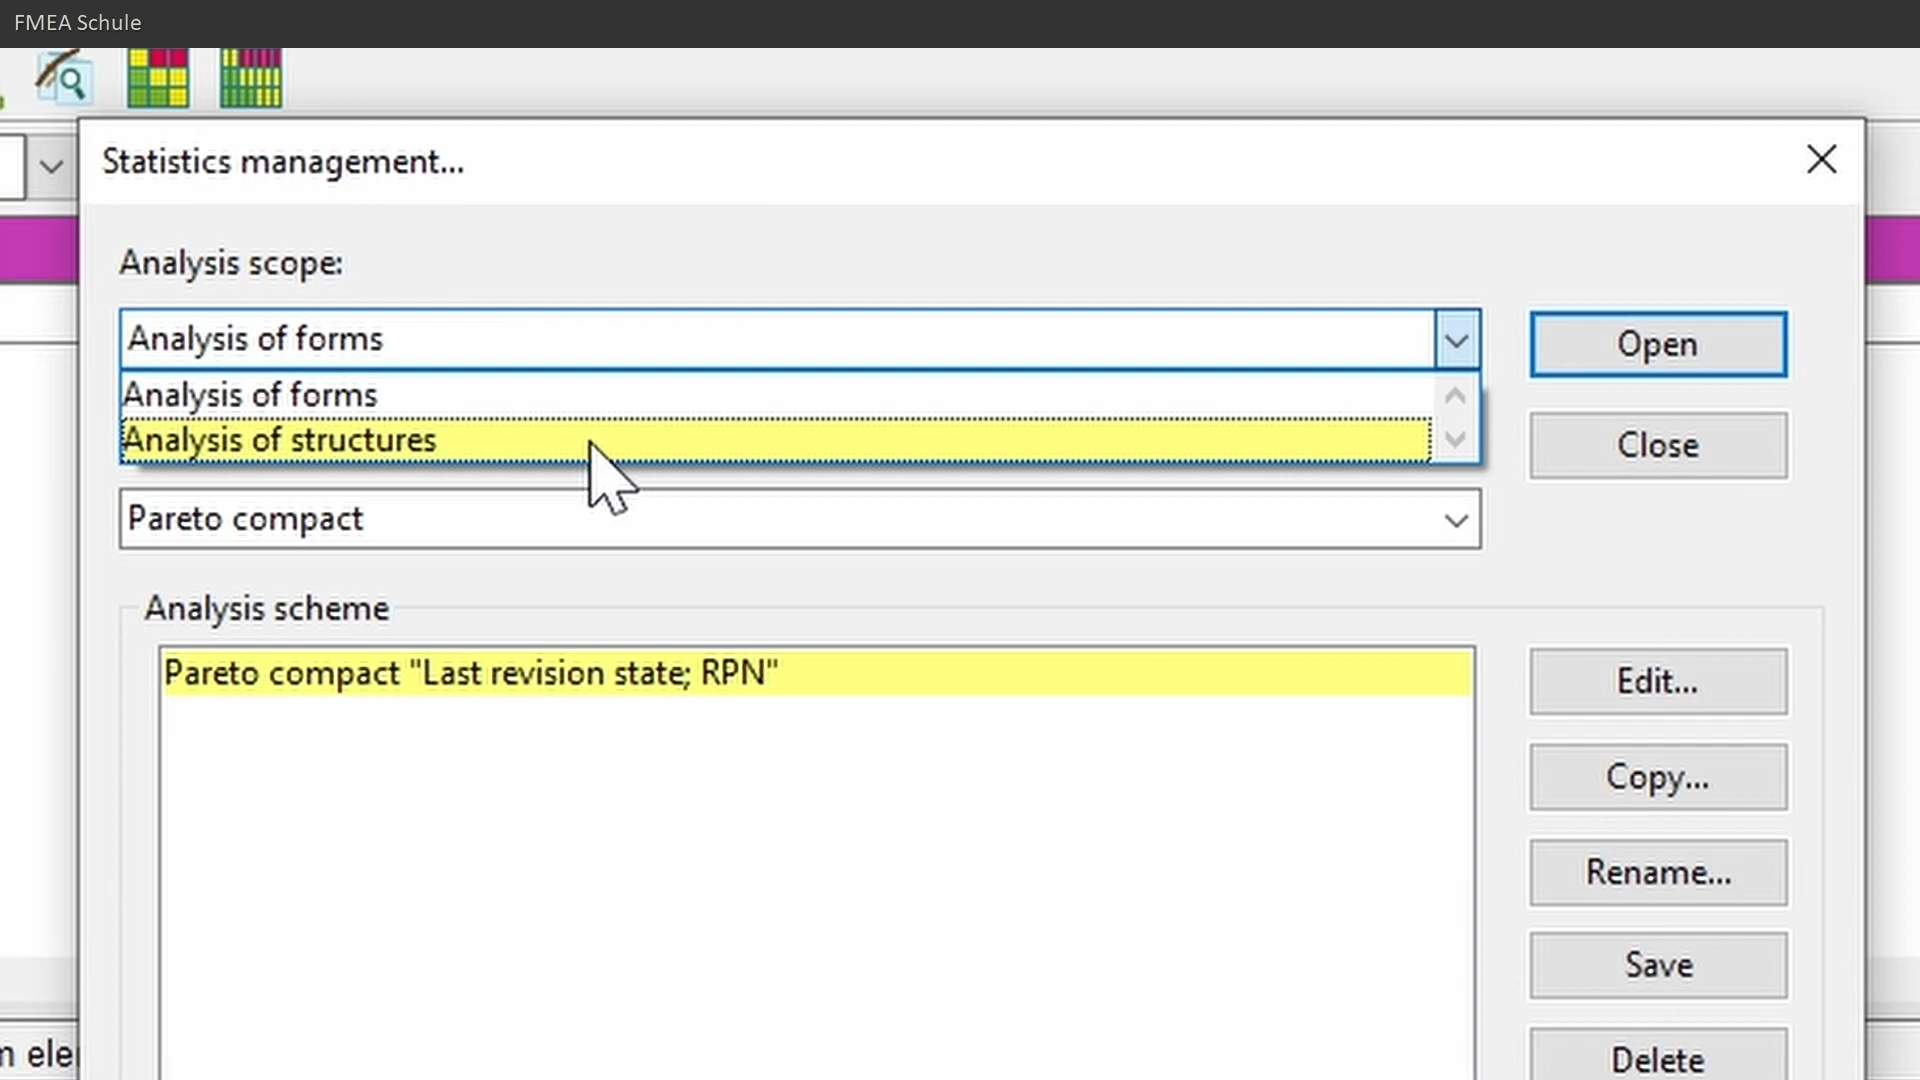 FMEA Schule
Statistics management...
Analysis scope:
Analysis of forms
Open
Analysis of forms
Analysis of structures
Close
Pareto compact
Analysis scheme
Pareto compact "Last revision state; RPN"
Edit...
Copy...
Rename...
Save
Delete